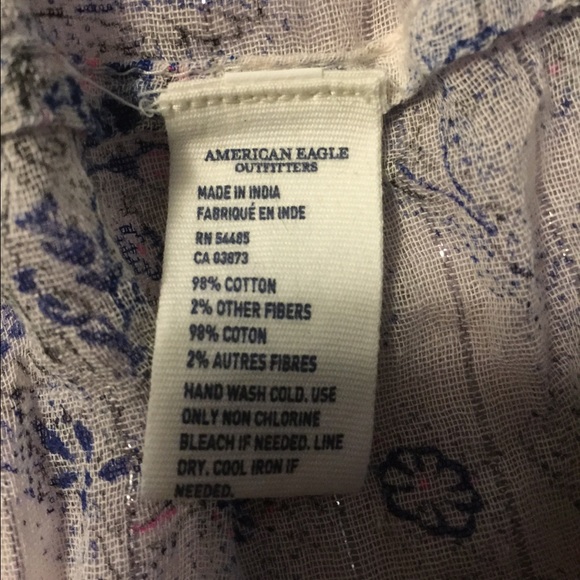 AMERICAN EAGLE
OUTFITTERS
MADE IN INDIA
FABRIQUÉ EN INDE
RN 54485
CA 03873
98% COTTON
2% OTHER FIBERS
98% COTON
2% AUTRES FIBRES
HAND WASH COLD. USE
ONLY NON CHLORINE
BLEACH IF NEEDED. LINE
DRY. COOL IRON IF
NEEDED.